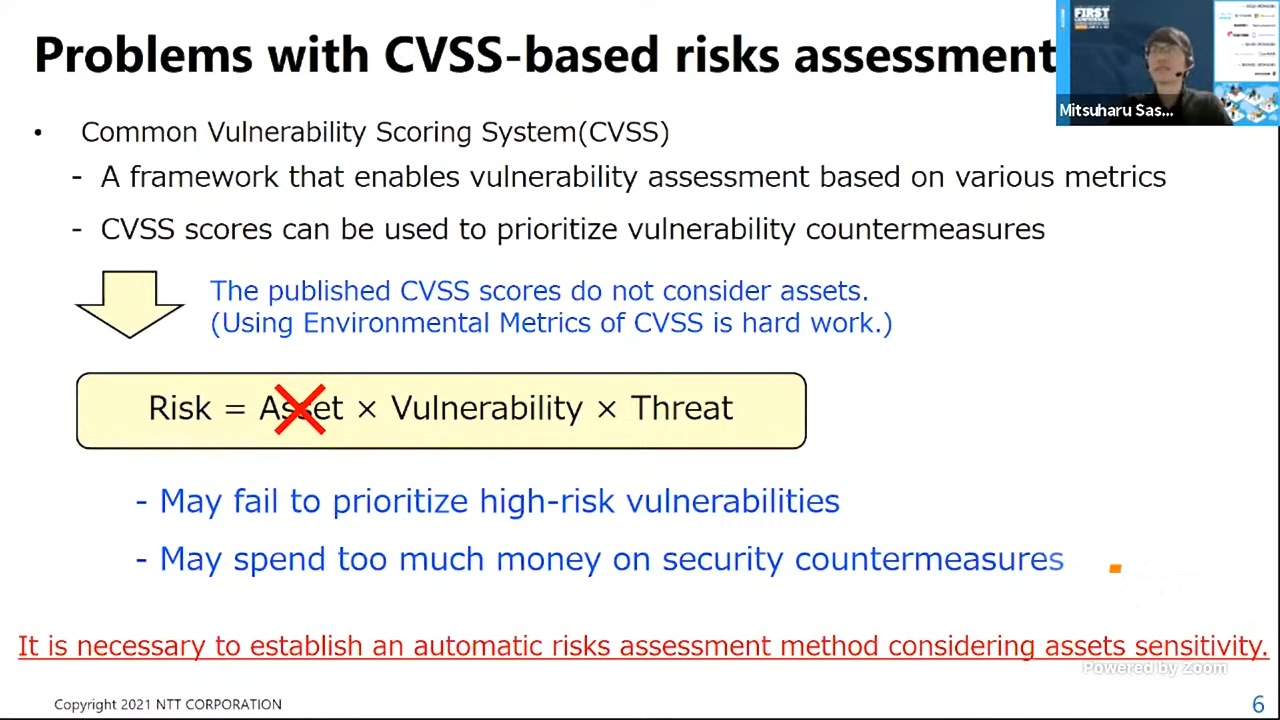 Problems with CVSS-based risks assessment
FIRST
Mitsuharu Sas...
• Common Vulnerability Scoring System(CVSS)
- A framework that enables vulnerability assessment based on various metrics
- CVSS scores can be used to prioritize vulnerability countermeasures
The published CVSS scores do not consider assets.
(Using Environmental Metrics of CVSS is hard work.)
Risk = Asset × Vulnerability × Threat
- May fail to prioritize high-risk vulnerabilities
- May spend too much money on security countermeasures
It is necessary to establish an automatic risks assessment method considering assets sensitivity.
Powered by Zoom
Copyright 2021 NTT CORPORATION
6